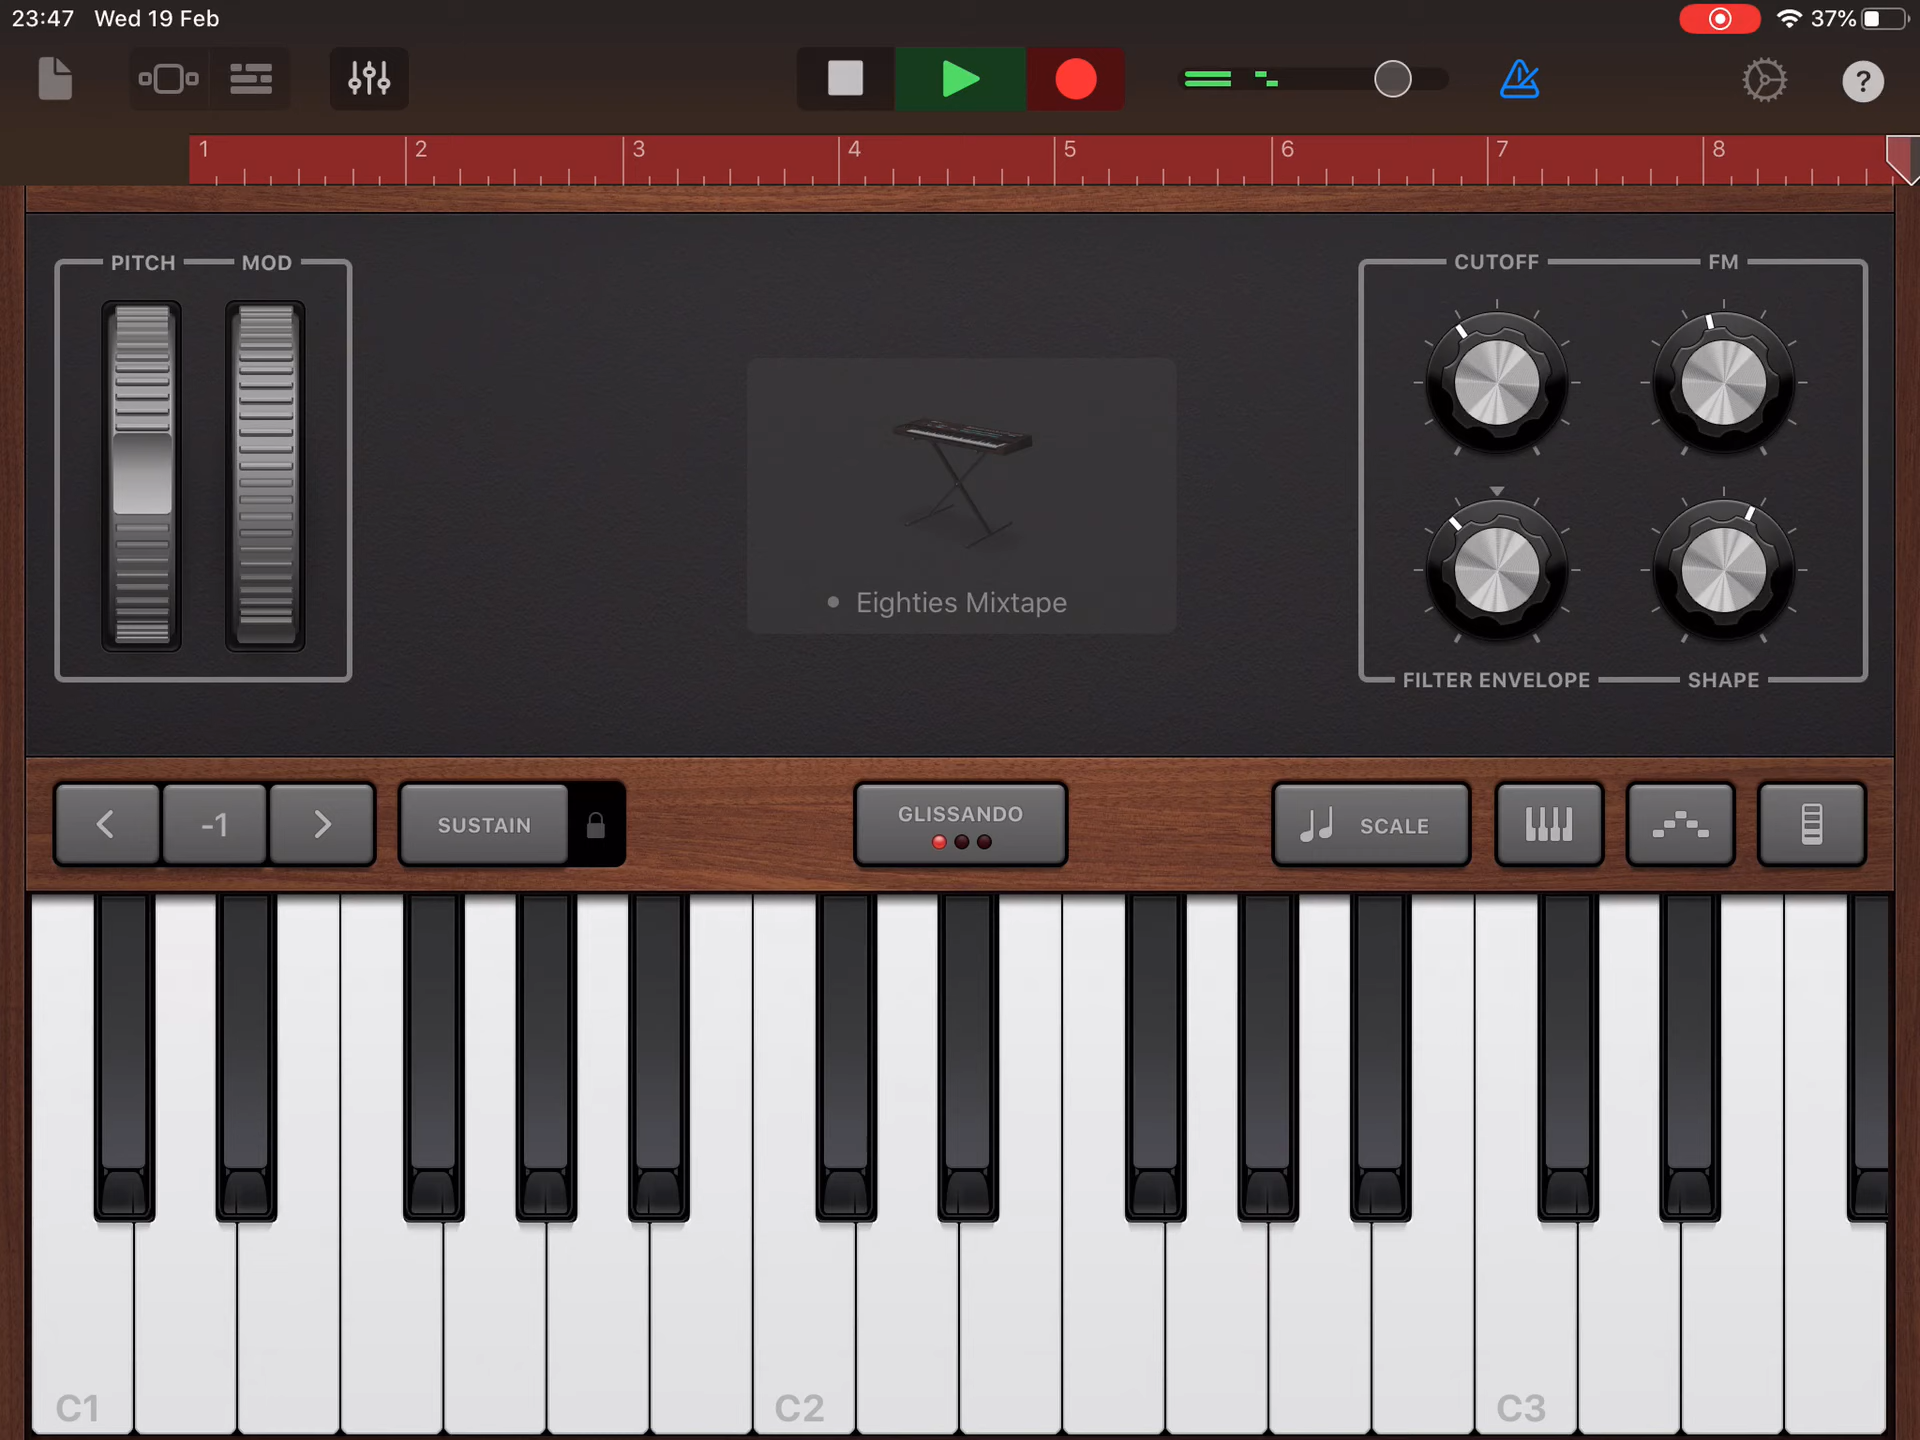 23:47 Wed 19 Feb 37%
?
1 2 3 4 5 6 7 8
PITCH MOD CUTOFF FM
Eighties Mixtape
FILTER ENVELOPE SHAPE
-1 SUSTAIN GLISSANDO SCALE
C1 C2 C3